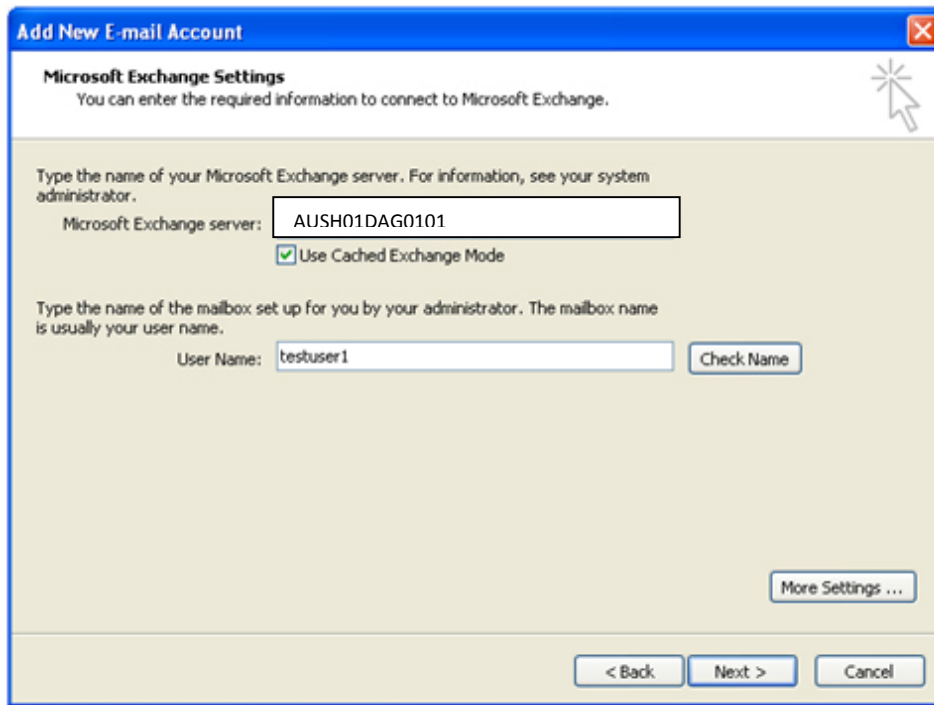 Add New E-mail Account
Microsoft Exchange Settings
You can enter the required information to connect to Microsoft Exchange.
Type the name of your Microsoft Exchange server. For information, see your system
administrator.
Microsoft Exchange server: AUSH01DAG0101
Use Cached Exchange Mode
Type the name of the mailbox set up for you by your administrator. The mailbox name
is usually your user name.
User Name: testuser1 Check Name
More Settings ...
< Back Next > Cancel